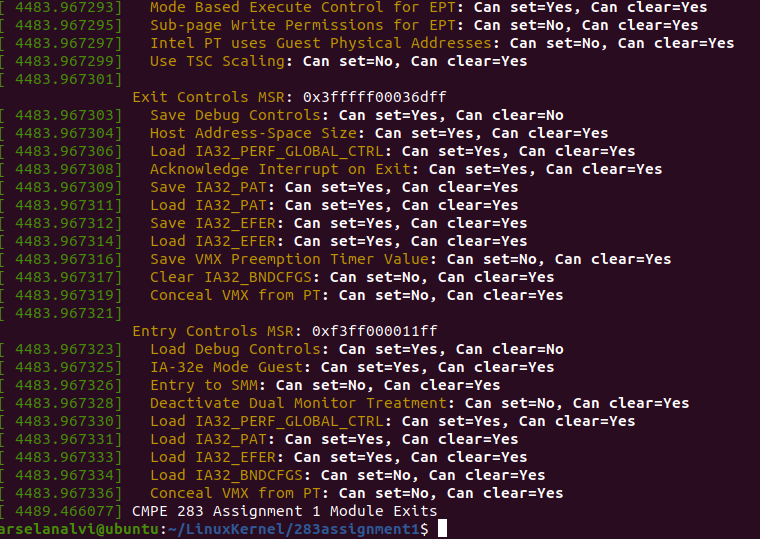 [ 4483.967293]   Mode Based Execute Control for EPT: Can set=Yes, Can clear=Yes
[ 4483.967295]   Sub-page Write Permissions for EPT: Can set=No, Can clear=Yes
[ 4483.967297]   Intel PT uses Guest Physical Addresses: Can set=No, Can clear=Yes
[ 4483.967299]   Use TSC Scaling: Can set=No, Can clear=Yes
[ 4483.967301]
Exit Controls MSR: 0x3fffff00036dff
[ 4483.967303]   Save Debug Controls: Can set=Yes, Can clear=No
[ 4483.967304]   Host Address-Space Size: Can set=Yes, Can clear=Yes
[ 4483.967306]   Load IA32_PERF_GLOBAL_CTRL: Can set=Yes, Can clear=Yes
[ 4483.967308]   Acknowledge Interrupt on Exit: Can set=Yes, Can clear=Yes
[ 4483.967309]   Save IA32_PAT: Can set=Yes, Can clear=Yes
[ 4483.967311]   Load IA32_PAT: Can set=Yes, Can clear=Yes
[ 4483.967312]   Save IA32_EFER: Can set=Yes, Can clear=Yes
[ 4483.967314]   Load IA32_EFER: Can set=Yes, Can clear=Yes
[ 4483.967316]   Save VMX Preemption Timer Value: Can set=No, Can clear=Yes
[ 4483.967317]   Clear IA32_BNDCFGS: Can set=No, Can clear=Yes
[ 4483.967319]   Conceal VMX from PT: Can set=No, Can clear=Yes
[ 4483.967321]
Entry Controls MSR: 0xf3ff000011ff
[ 4483.967323]   Load Debug Controls: Can set=Yes, Can clear=No
[ 4483.967325]   IA-32e Mode Guest: Can set=Yes, Can clear=Yes
[ 4483.967326]   Entry to SMM: Can set=No, Can clear=Yes
[ 4483.967328]   Deactivate Dual Monitor Treatment: Can set=No, Can clear=Yes
[ 4483.967330]   Load IA32_PERF_GLOBAL_CTRL: Can set=Yes, Can clear=Yes
[ 4483.967331]   Load IA32_PAT: Can set=Yes, Can clear=Yes
[ 4483.967333]   Load IA32_EFER: Can set=Yes, Can clear=Yes
[ 4483.967334]   Load IA32_BNDCFGS: Can set=No, Can clear=Yes
[ 4483.967336]   Conceal VMX from PT: Can set=No, Can clear=Yes
[ 4489.466077] CMPE 283 Assignment 1 Module Exits
arselanalvi@ubuntu:~/LinuxKernel/283assignment1$